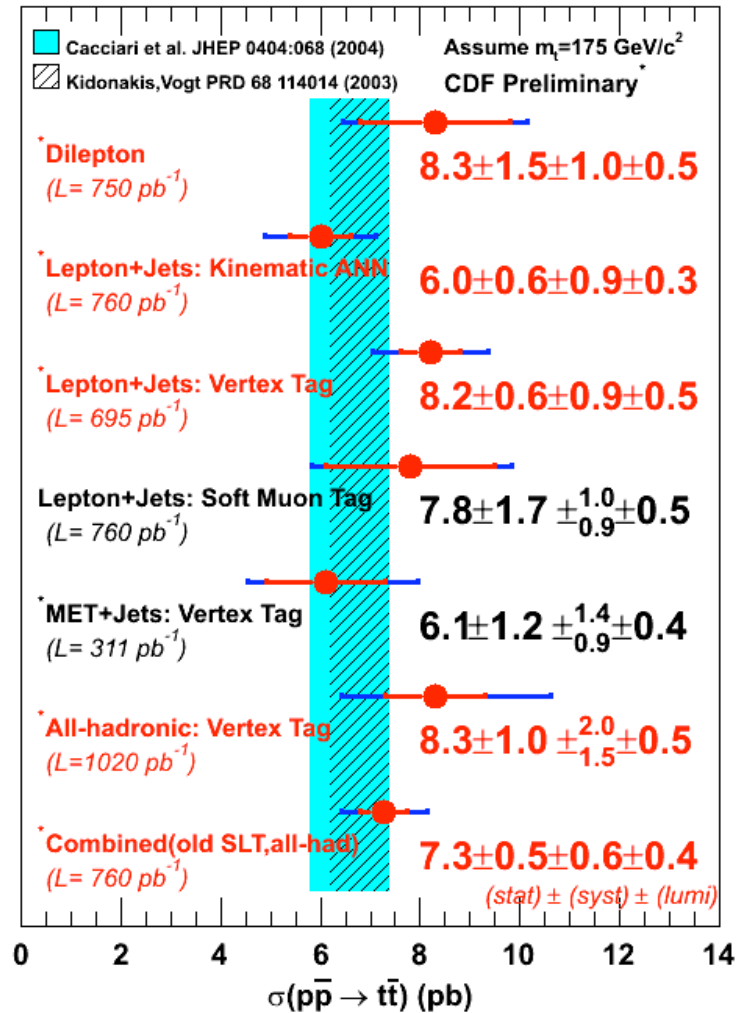 Cacciari et al. JHEP 0404:068 (2004)
Kidonakis,Vogt PRD 68 114014 (2003)
Assume mₜ=175 GeV/c²
CDF Preliminary*
*Dilepton
(L= 750 pb⁻¹)
8.3±1.5±1.0±0.5
*Lepton+Jets: Kinematic ANN
(L= 760 pb⁻¹)
6.0±0.6±0.9±0.3
*Lepton+Jets: Vertex Tag
(L= 695 pb⁻¹)
8.2±0.6±0.9±0.5
Lepton+Jets: Soft Muon Tag
(L= 760 pb⁻¹)
7.8±1.7 ±1.0/0.9±0.5
*MET+Jets: Vertex Tag
(L= 311 pb⁻¹)
6.1±1.2 ±1.4/0.9±0.4
*All-hadronic: Vertex Tag
(L=1020 pb⁻¹)
8.3±1.0 ±2.0/1.5±0.5
*Combined(old SLT,all-had)
(L= 760 pb⁻¹)
7.3±0.5±0.6±0.4
(stat) ± (syst) ± (lumi)
0 2 4 6 8 10 12 14
σ(pp̅ → tt̅) (pb)